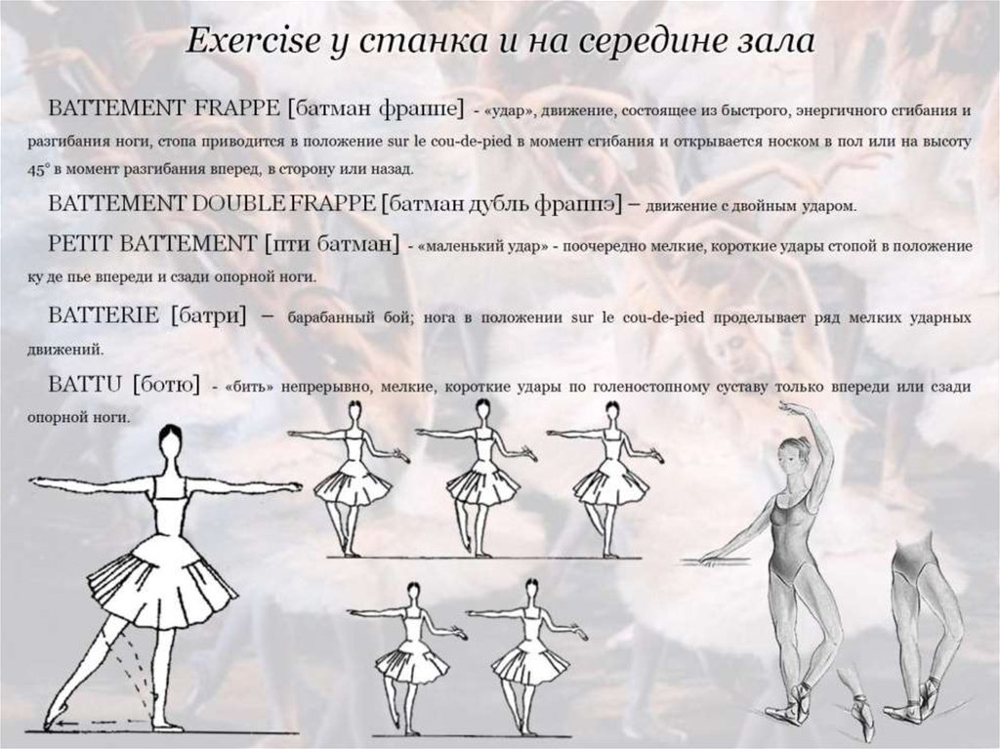 Exercise у станка и на середине зала
BATTEMENT FRAPPE [батман фраппе] - «удар», движение, состоящее из быстрого, энергичного сгибания и
разгибания ноги, стопа приводится в положение sur le cou-de-pied в момент сгибания и открывается носком в пол или на высоту
45° в момент разгибания вперед, в сторону или назад.
BATTEMENT DOUBLE FRAPPE [батман дубль фраппэ] – движение с двойным ударом.
PETIT BATTEMENT [пти батман] - «маленький удар» - поочередно мелкие, короткие удары стопой в положение
ку де пье впереди и сзади опорной ноги.
BATTERIE [батри] – барабанный бой; нога в положении sur le cou-de-pied проделывает ряд мелких ударных
движений.
BATTU [ботю] - «бить» непрерывно, мелкие, короткие удары по голеностопному суставу только впереди или сзади
опорной ноги.